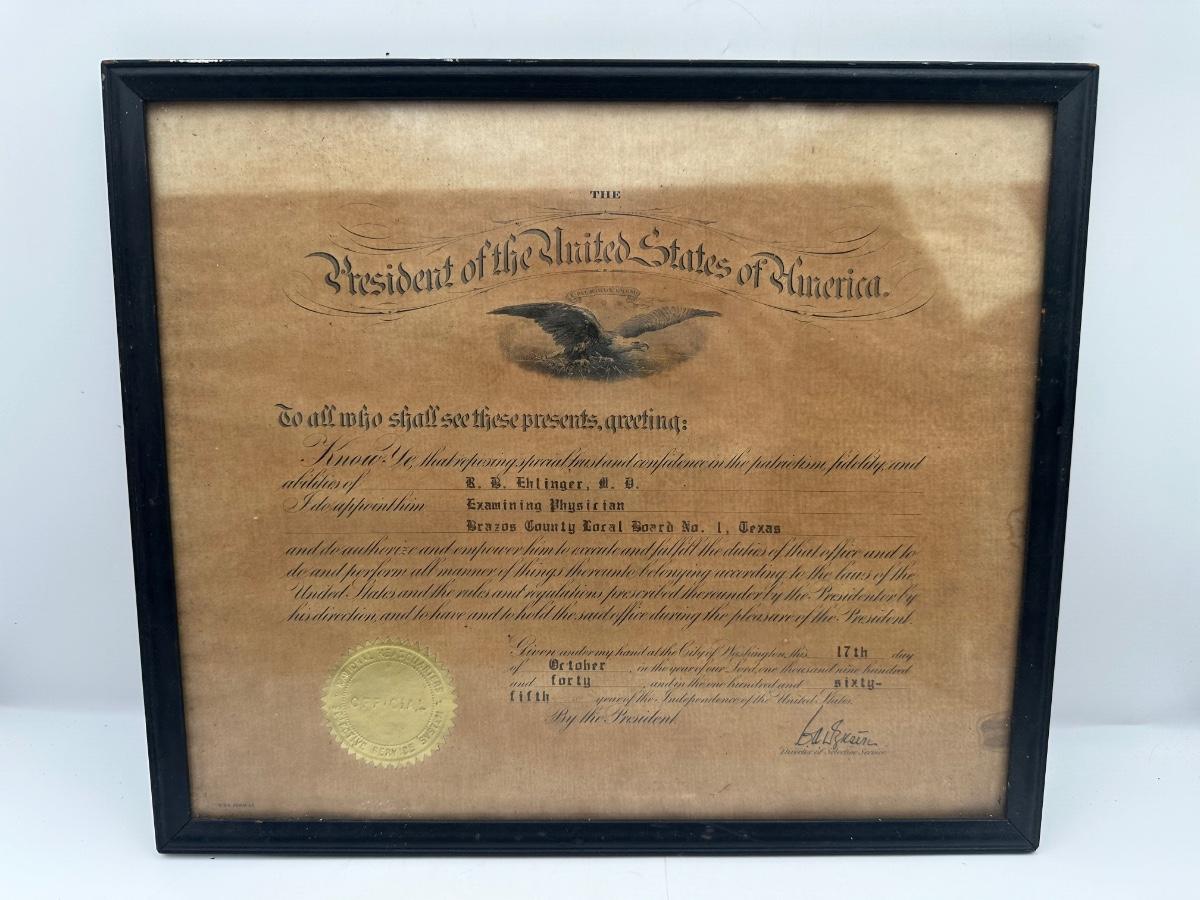 THE
President of the United States of America.
To all who shall see these presents, greeting:
Know Ye, that reposing special trust and confidence in the patriotism, fidelity, and
abilities of R. B. Ehlinger, M. D.
I do appoint him Examining Physician
Brazos County Local Board No. 1, Texas
and do authorize and empower him to execute and fulfill the duties of that office and to
do and perform all manner of things thereunto belonging according to the laws of the
United States and the rules and regulations prescribed thereunder by the President or by
his direction, and to have and to hold the said office during the pleasure of the President.
Given under my hand at the City of Washington, this 17th day
of October in the year of our Lord, one thousand nine hundred
and forty, and in the one hundred and sixty-
fifth year of the Independence of the United States.
By the President
Director of Selective Service
NATIONAL HEADQUARTERS
OFFICIAL
SELECTIVE SERVICE SYSTEM